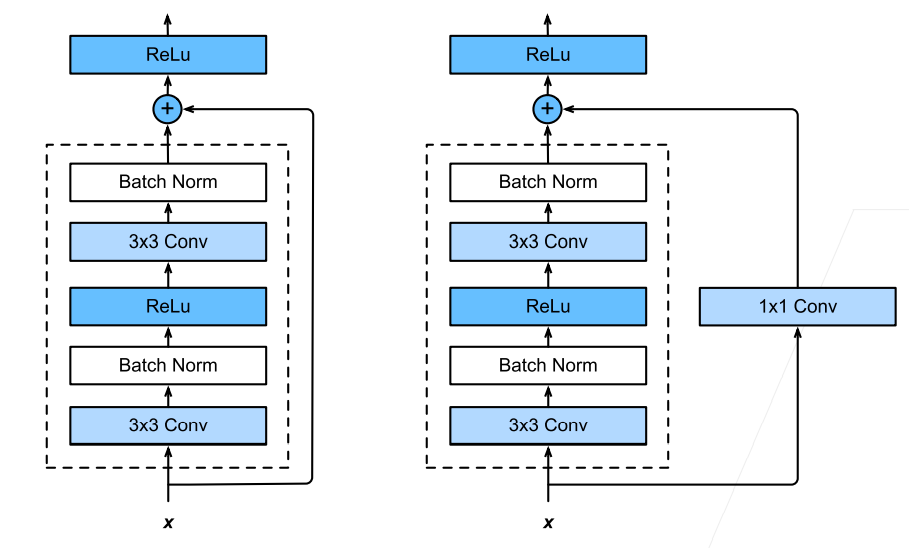 ReLu
+
Batch Norm
3x3 Conv
ReLu
Batch Norm
3x3 Conv
x
ReLu
+
Batch Norm
3x3 Conv
ReLu
Batch Norm
3x3 Conv
x
1x1 Conv